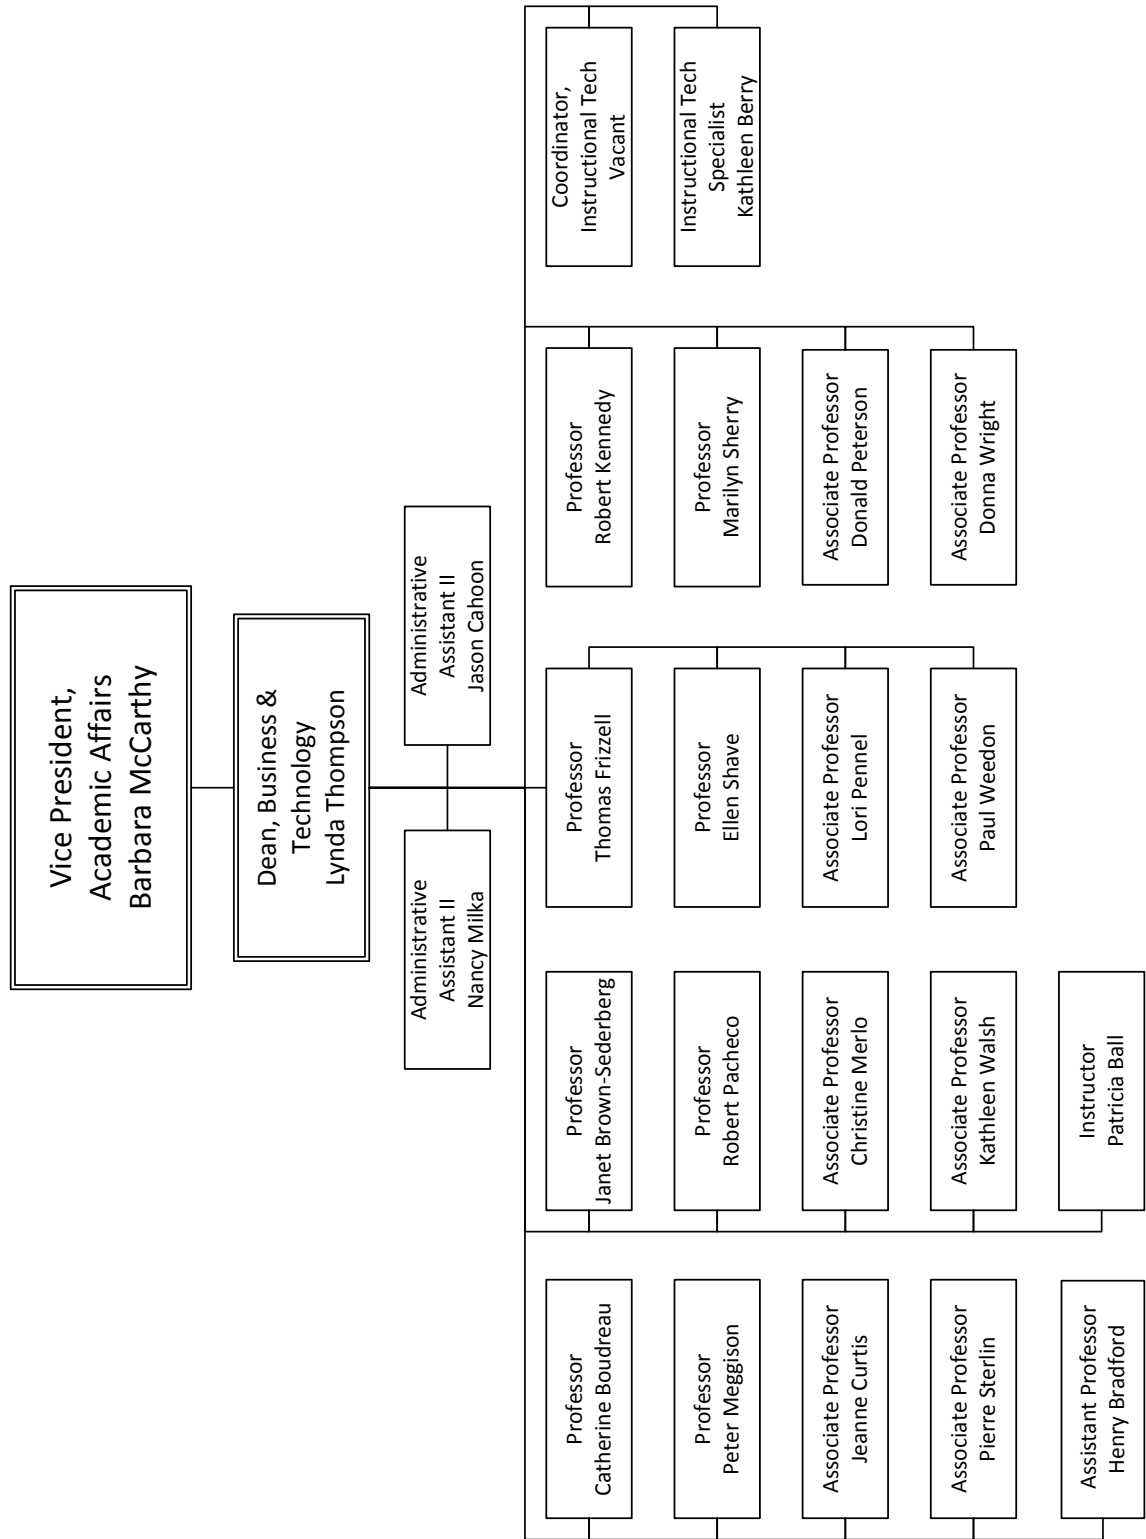 Vice President,
Academic Affairs
Barbara McCarthy
Dean, Business &
Technology
Lynda Thompson
Administrative
Assistant II
Nancy Milka
Administrative
Assistant II
Jason Cahoon
Professor
Catherine Boudreau
Professor
Janet Brown-Sederberg
Professor
Thomas Frizzell
Professor
Robert Kennedy
Coordinator,
Instructional Tech
Vacant
Professor
Peter Meggison
Professor
Robert Pacheco
Professor
Ellen Shave
Professor
Marilyn Sherry
Instructional Tech
Specialist
Kathleen Berry
Associate Professor
Jeanne Curtis
Associate Professor
Christine Merlo
Associate Professor
Lori Pennel
Associate Professor
Donald Peterson
Associate Professor
Pierre Sterlin
Associate Professor
Kathleen Walsh
Associate Professor
Paul Weedon
Associate Professor
Donna Wright
Assistant Professor
Henry Bradford
Instructor
Patricia Ball